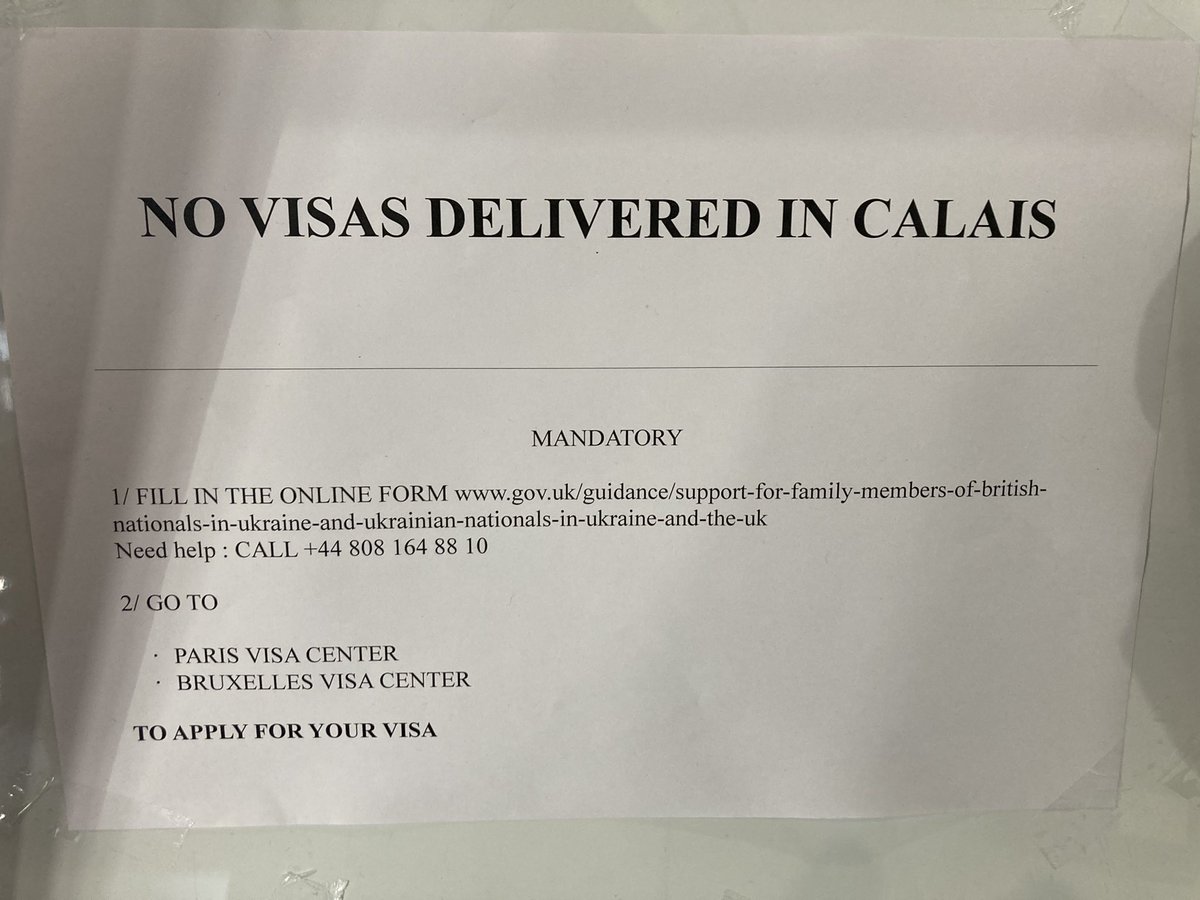 NO VISAS DELIVERED IN CALAIS
MANDATORY
1/ FILL IN THE ONLINE FORM www.gov.uk/guidance/support-for-family-members-of-british-
nationals-in-ukraine-and-ukrainian-nationals-in-ukraine-and-the-uk
Need help : CALL +44 808 164 88 10
2/ GO TO
· PARIS VISA CENTER
· BRUXELLES VISA CENTER
TO APPLY FOR YOUR VISA